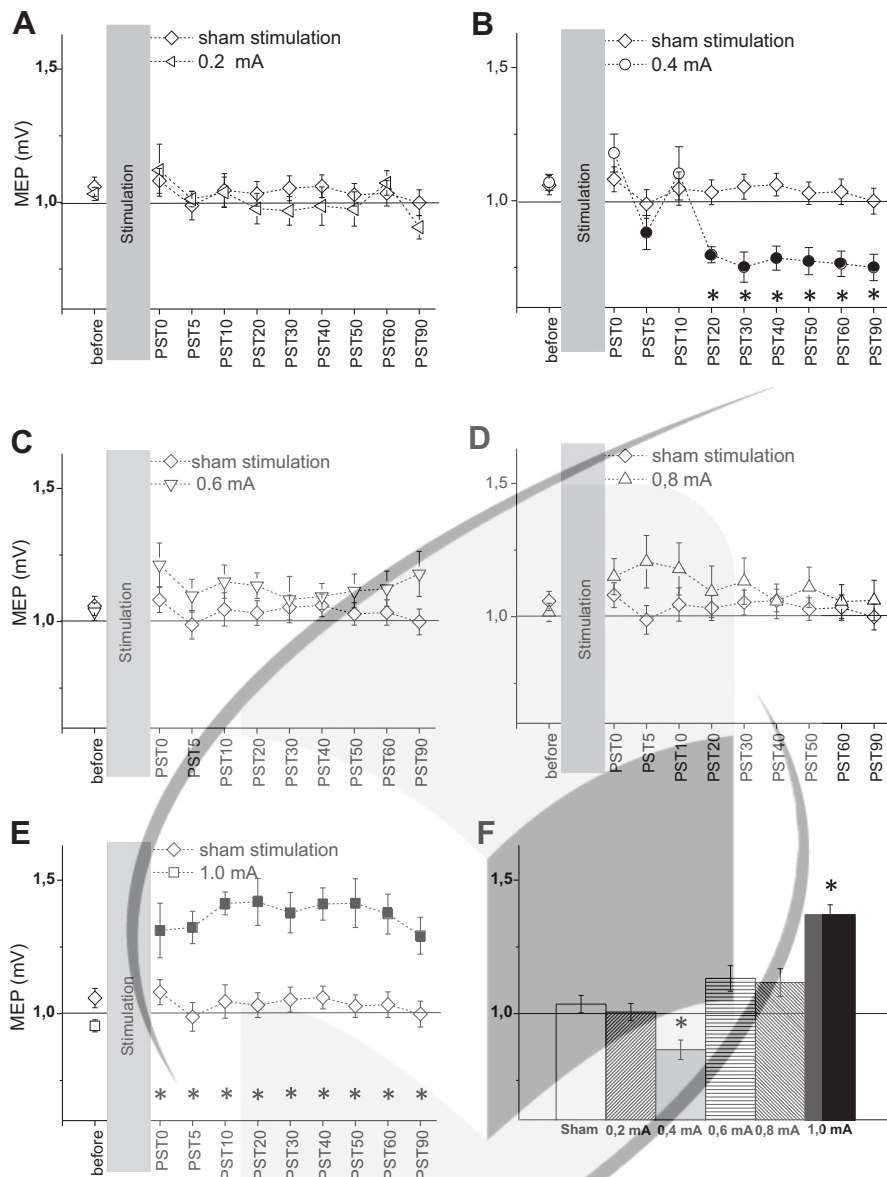 A
sham stimulation
0.2 mA
1,5
1,0
MEP (mV)
Stimulation
before
PST0
PST5
PST10
PST20
PST30
PST40
PST50
PST60
PST90
B
sham stimulation
0.4 mA
1,5
1,0
Stimulation
* * * * * *
before
PST0
PST5
PST10
PST20
PST30
PST40
PST50
PST60
PST90
C
sham stimulation
0.6 mA
1,5
1,0
MEP (mV)
Stimulation
before
PST0
PST5
PST10
PST20
PST30
PST40
PST50
PST60
PST90
D
sham stimulation
0,8 mA
1,5
1,0
Stimulation
before
PST0
PST5
PST10
PST20
PST30
PST40
PST50
PST60
PST90
E
sham stimulation
1.0 mA
1,5
1,0
MEP (mV)
Stimulation
* * * * * * * * *
before
PST0
PST5
PST10
PST20
PST30
PST40
PST50
PST60
PST90
F
1,5
1,0
*
*
Sham 0,2 mA 0,4 mA 0,6 mA 0,8 mA 1,0 mA